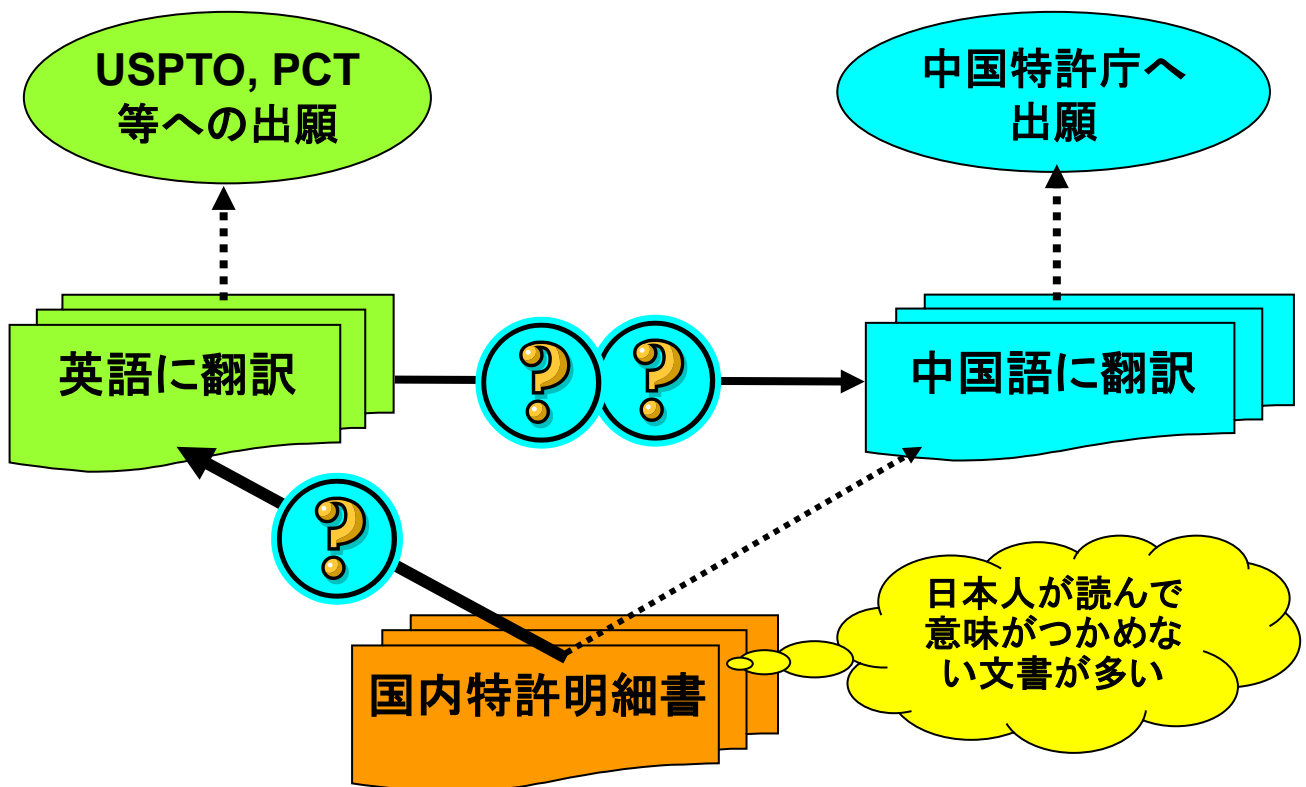 USPTO, PCT
等への出願
中国特許庁へ
出願
英語に翻訳
中国語に翻訳
国内特許明細書
日本人が読んで
意味がつかめな
い文書が多い